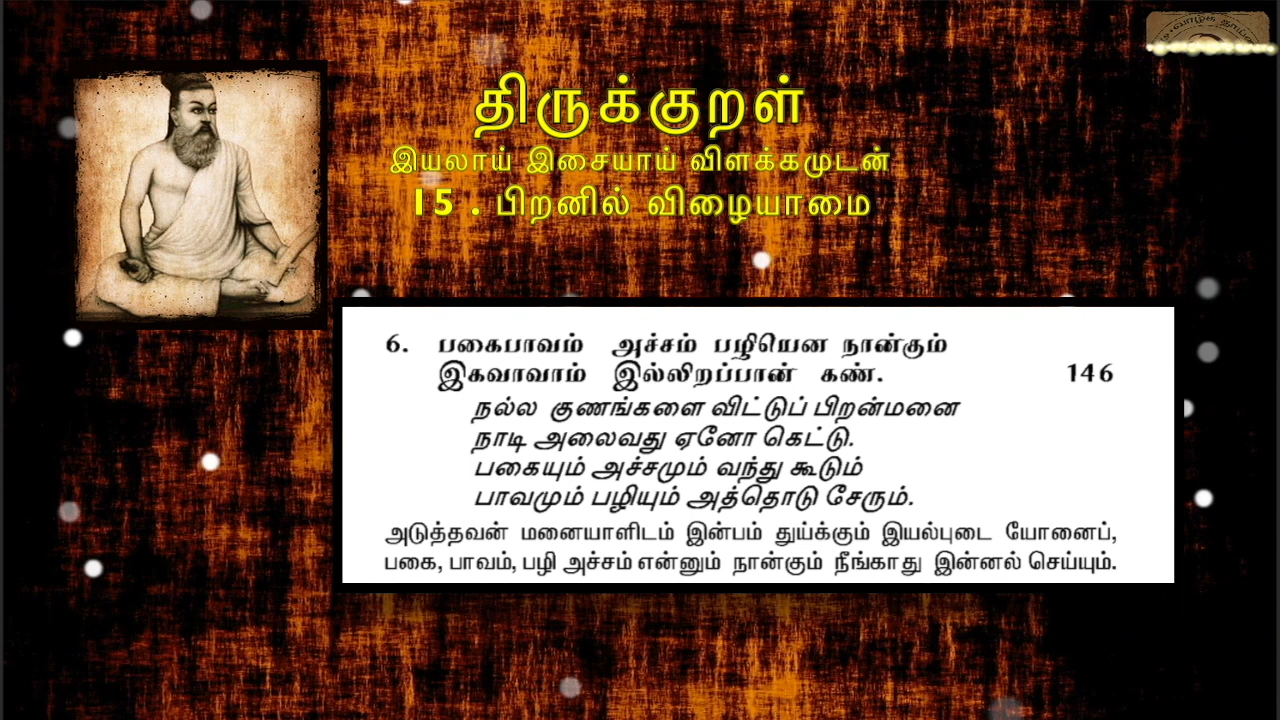 திருக்குறள்
இயலாய் இசையாய் விளக்கமுடன்
15 . பிறனில் விழையாமை
6. பகைபாவம் அச்சம் பழியென நான்கும்
இகவாவாம் இல்லிறப்பான் கண். 146
நல்ல குணங்களை விட்டுப் பிறன்மனை
நாடி அலைவது ஏனோ கெட்டு.
பகையும் அச்சமும் வந்து கூடும்
பாவமும் பழியும் அத்தொடு சேரும்.
அடுத்தவன் மனையாளிடம் இன்பம் துய்க்கும் இயல்புடை யோனைப்,
பகை, பாவம், பழி அச்சம் என்னும் நான்கும் நீங்காது இன்னல் செய்யும்.